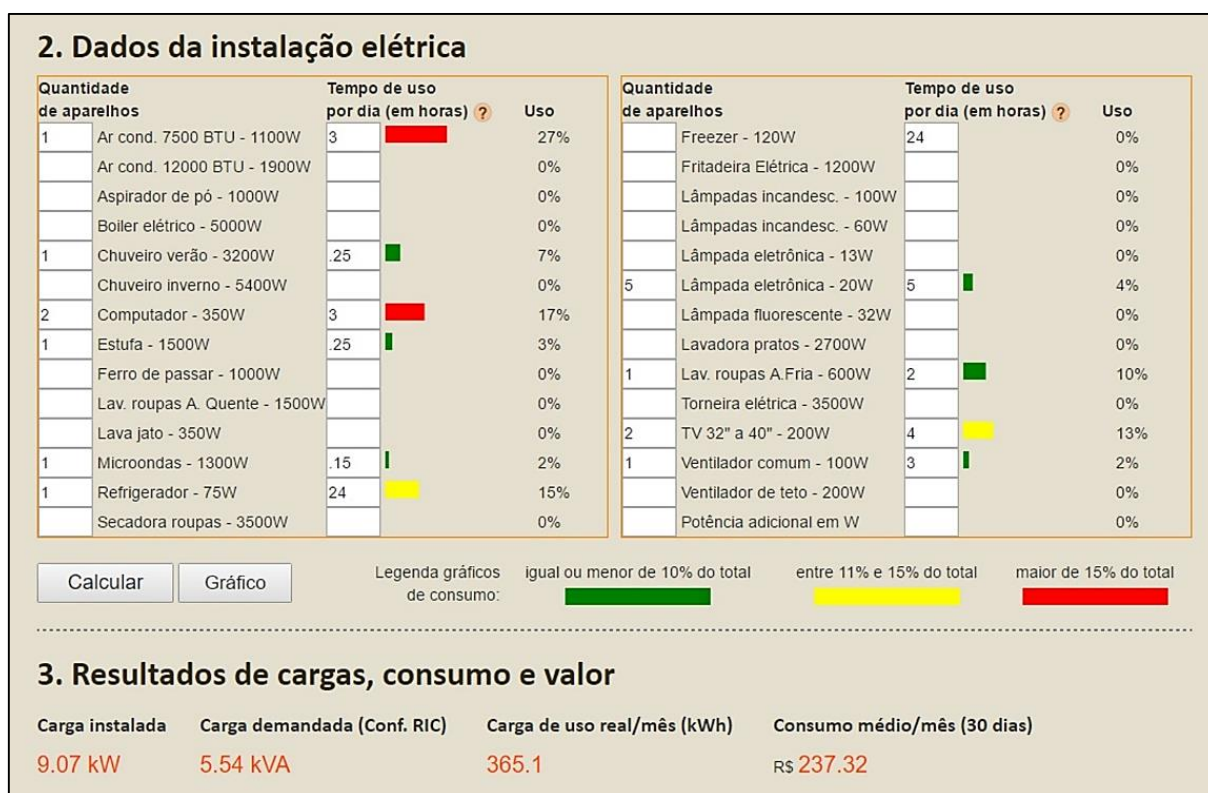 2. Dados da instalação elétrica
Quantidade de aparelhos Tempo de uso por dia (em horas) ? Uso
1 Ar cond. 7500 BTU - 1100W 3 27%
Ar cond. 12000 BTU - 1900W 0%
Aspirador de pó - 1000W 0%
Boiler elétrico - 5000W 0%
1 Chuveiro verão - 3200W .25 7%
Chuveiro inverno - 5400W 0%
2 Computador - 350W 3 17%
1 Estufa - 1500W .25 3%
Ferro de passar - 1000W 0%
Lav. roupas A. Quente - 1500W 0%
Lava jato - 350W 0%
1 Microondas - 1300W .15 2%
1 Refrigerador - 75W 24 15%
Secadora roupas - 3500W 0%
Quantidade de aparelhos Tempo de uso por dia (em horas) ? Uso
Freezer - 120W 24 0%
Fritadeira Elétrica - 1200W 0%
Lâmpadas incandesc. - 100W 0%
Lâmpadas incandesc. - 60W 0%
Lâmpada eletrônica - 13W 0%
5 Lâmpada eletrônica - 20W 5 4%
Lâmpada fluorescente - 32W 0%
Lavadora pratos - 2700W 0%
1 Lav. roupas A.Fria - 600W 2 10%
Torneira elétrica - 3500W 0%
2 TV 32" a 40" - 200W 4 13%
1 Ventilador comum - 100W 3 2%
Ventilador de teto - 200W 0%
Potência adicional em W 0%
Calcular Gráfico
Legenda gráficos de consumo: igual ou menor de 10% do total entre 11% e 15% do total maior de 15% do total
3. Resultados de cargas, consumo e valor
Carga instalada Carga demandada (Conf. RIC) Carga de uso real/mês (kWh) Consumo médio/mês (30 dias)
9.07 kW 5.54 kVA 365.1 R$ 237.32